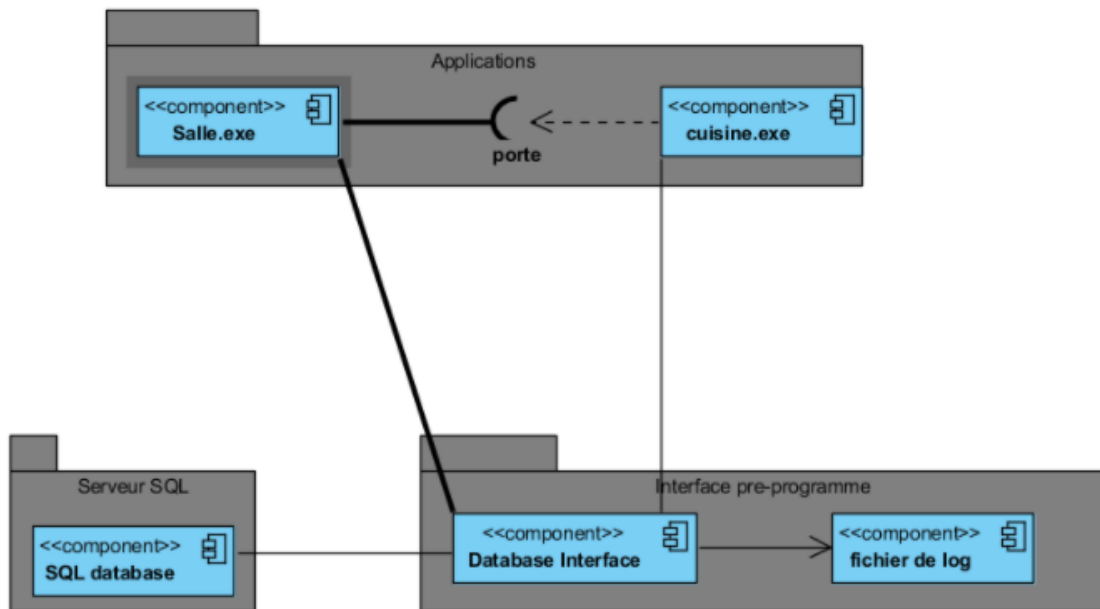 Applications
<<component>>
Salle.exe
porte
<<component>>
cuisine.exe
Serveur SQL
<<component>>
SQL database
Interface pre-programme
<<component>>
Database Interface
<<component>>
fichier de log